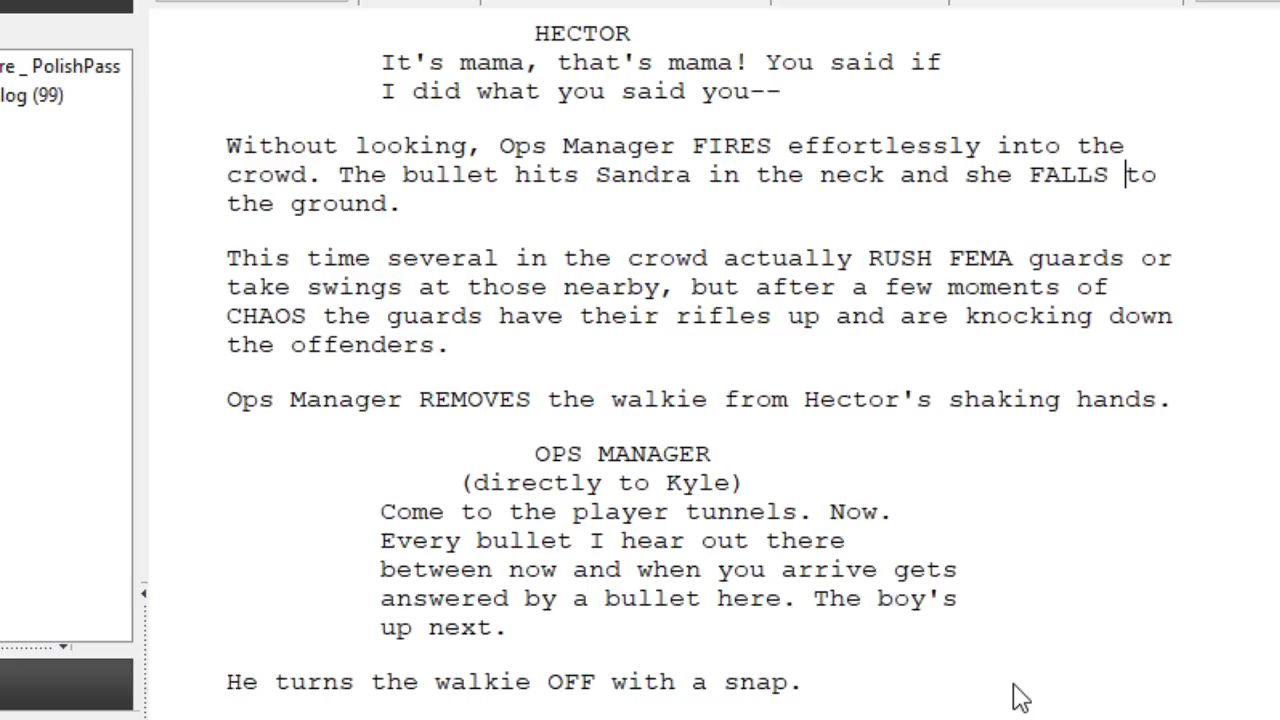 re _ PolishPass
log (99)
HECTOR
It's mama, that's mama! You said if
I did what you said you--
Without looking, Ops Manager FIRES effortlessly into the
crowd. The bullet hits Sandra in the neck and she FALLS to
the ground.
This time several in the crowd actually RUSH FEMA guards or
take swings at those nearby, but after a few moments of
CHAOS the guards have their rifles up and are knocking down
the offenders.
Ops Manager REMOVES the walkie from Hector's shaking hands.
OPS MANAGER
(directly to Kyle)
Come to the player tunnels. Now.
Every bullet I hear out there
between now and when you arrive gets
answered by a bullet here. The boy's
up next.
He turns the walkie OFF with a snap.